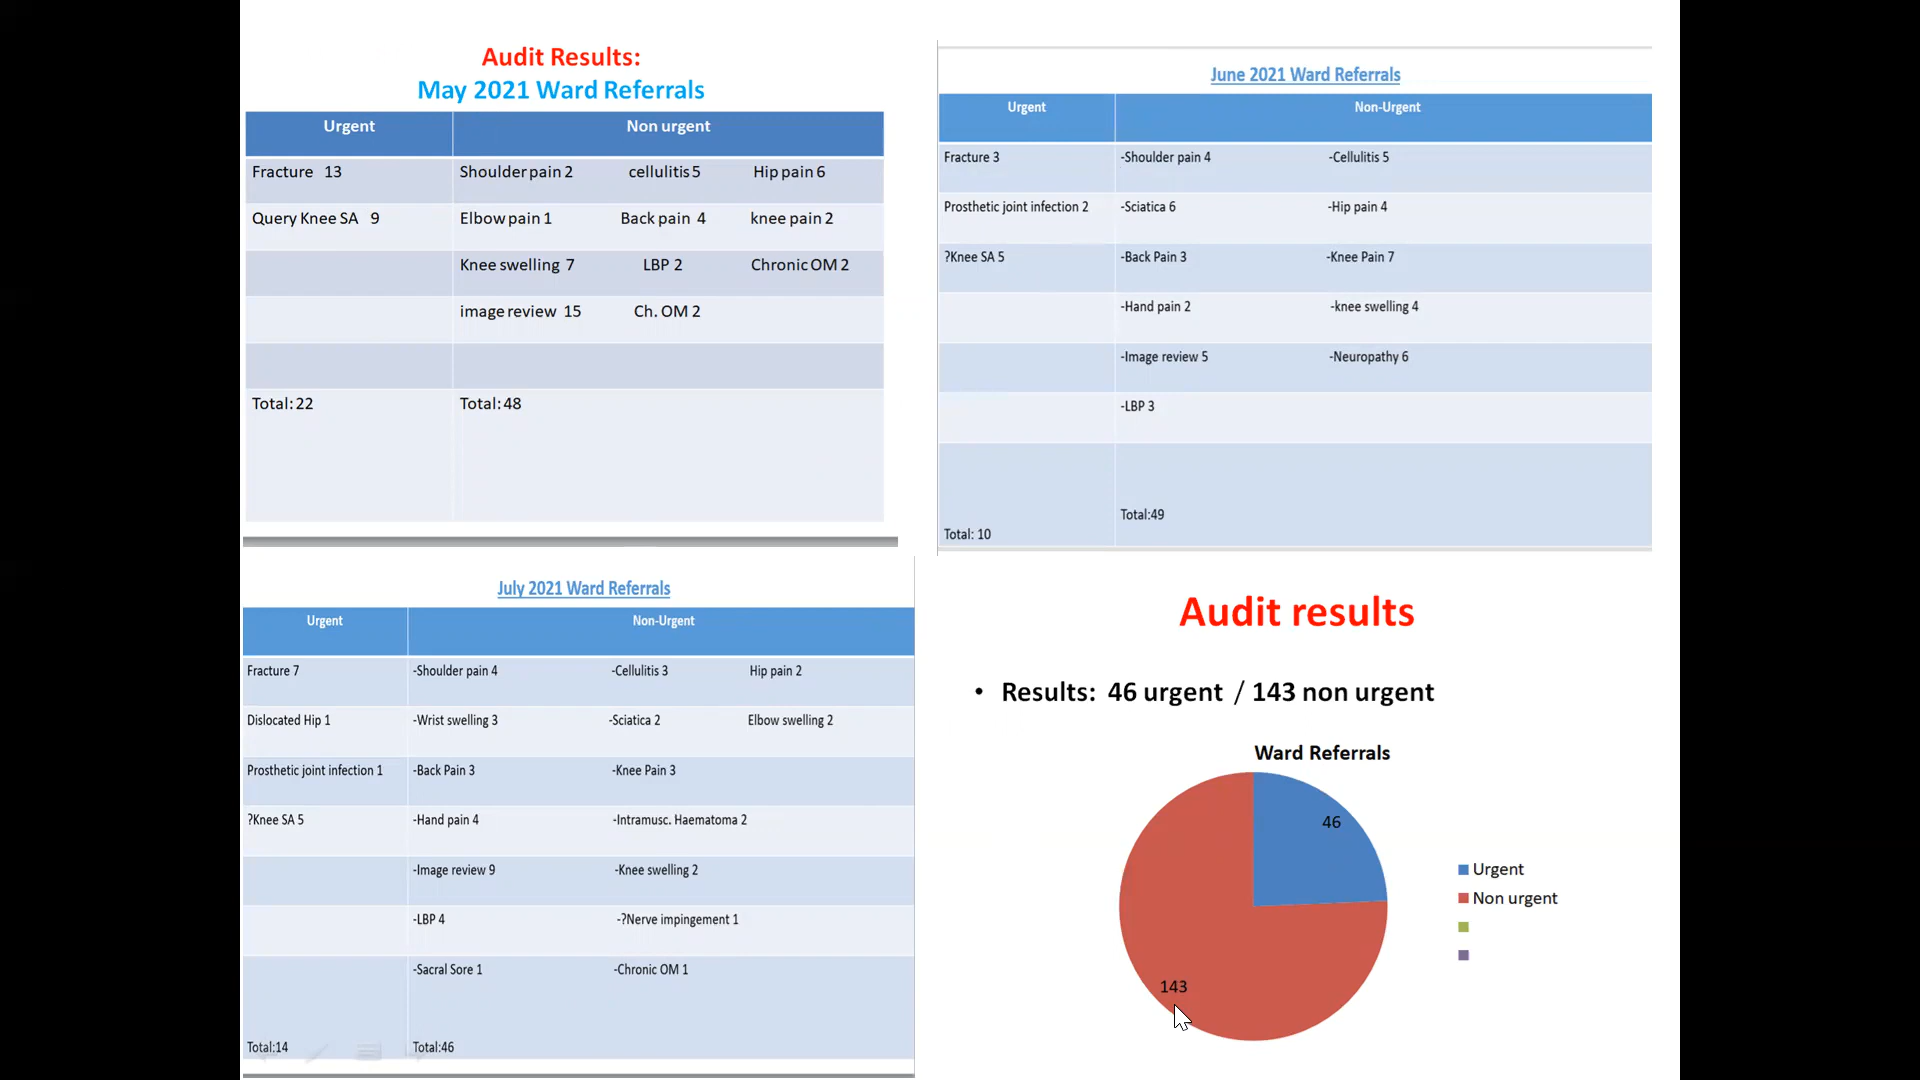 Audit Results:
May 2021 Ward Referrals
Urgent Non urgent
Fracture 13 Shoulder pain 2 cellulitis 5 Hip pain 6
Query Knee SA 9 Elbow pain 1 Back pain 4 knee pain 2
Knee swelling 7 LBP 2 Chronic OM 2
image review 15 Ch. OM 2
Total: 22 Total: 48
June 2021 Ward Referrals
Urgent Non-Urgent
Fracture 3 -Shoulder pain 4 -Cellulitis 5
Prosthetic joint infection 2 -Sciatica 6 -Hip pain 4
?Knee SA 5 -Back Pain 3 -Knee Pain 7
-Hand pain 2 -knee swelling 4
-Image review 5 -Neuropathy 6
-LBP 3
Total:49
Total: 10
July 2021 Ward Referrals
Urgent Non-Urgent
Fracture 7 -Shoulder pain 4 -Cellulitis 3 Hip pain 2
Dislocated Hip 1 -Wrist swelling 3 -Sciatica 2 Elbow swelling 2
Prosthetic joint infection 1 -Back Pain 3 -Knee Pain 3
?Knee SA 5 -Hand pain 4 -Intramusc. Haematoma 2
-Image review 9 -Knee swelling 2
-LBP 4 -?Nerve impingement 1
-Sacral Sore 1 -Chronic OM 1
Total:14 Total:46
Audit results
• Results: 46 urgent / 143 non urgent
Ward Referrals
46
Urgent
Non urgent
143